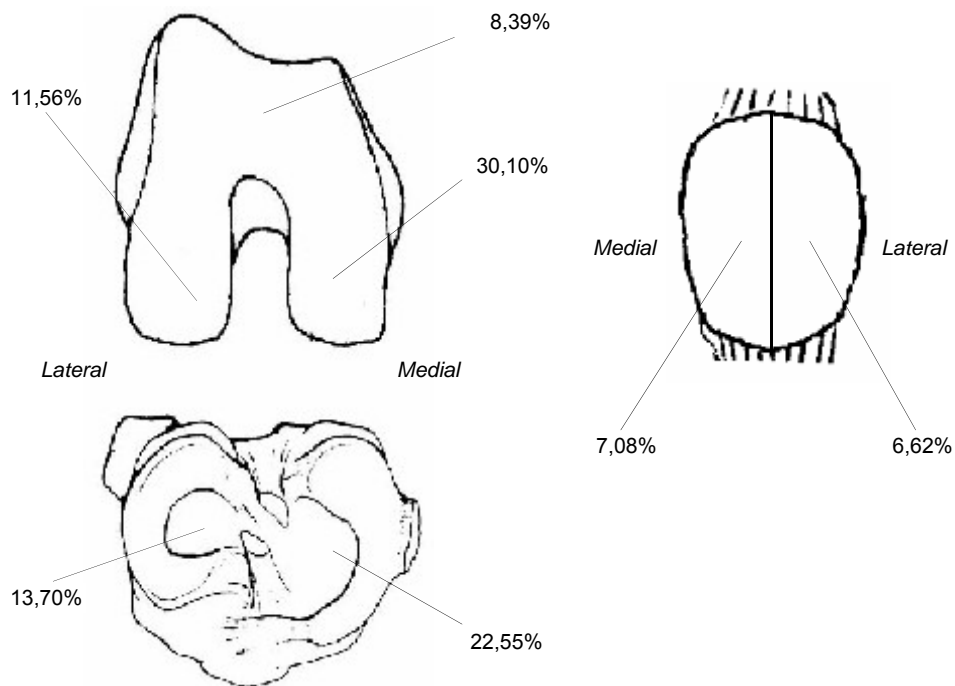 8,39%
11,56%
30,10%
Medial
Lateral
Lateral
Medial
7,08%
6,62%
13,70%
22,55%